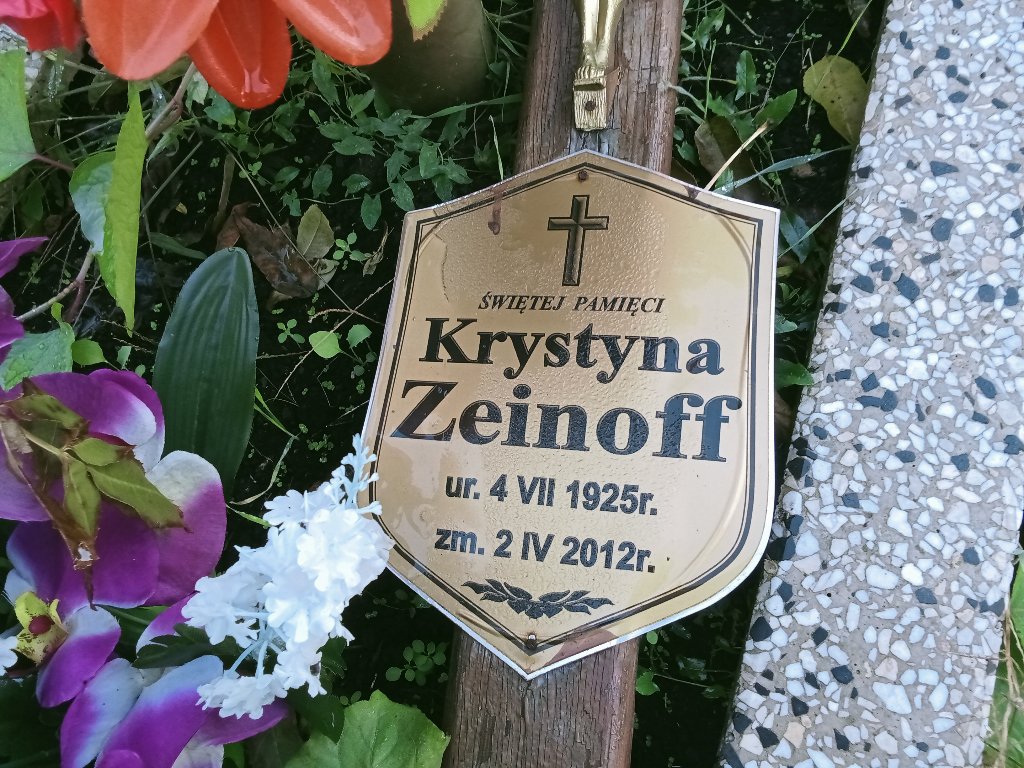 ŚWIĘTEJ PAMIĘCI
Krystyna
Zeinoff
ur. 4 VII 1925r.
zm. 2 IV 2012r.